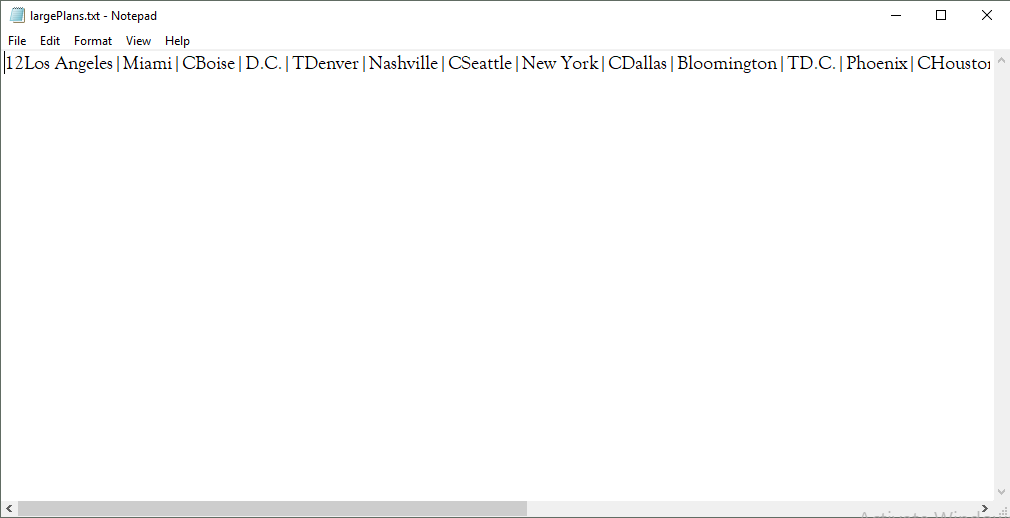 largePlans.txt - Notepad
File Edit Format View Help
12Los Angeles|Miami|CBoise|D.C.|TDenver|Nashville|CSeattle|New York|CDallas|Bloomington|TD.C.|Phoenix|CHouston